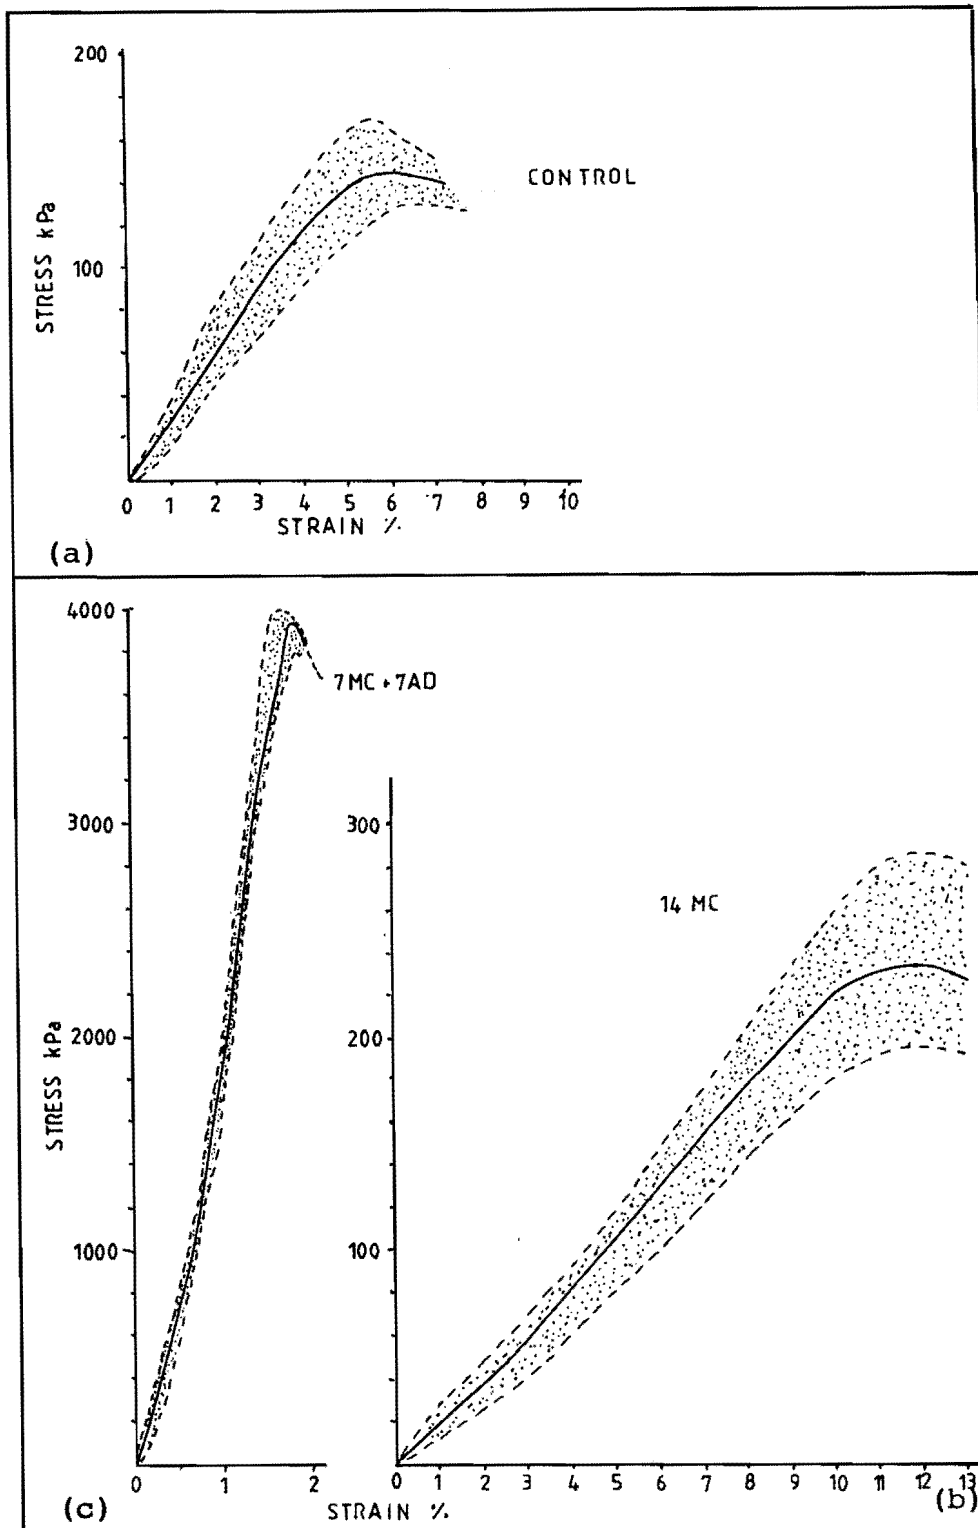 200
100
STRESS kPa
CONTROL
0 1 2 3 4 5 6 7 8 9 10
STRAIN %
(a)
4000
3000
2000
1000
STRESS kPa
7MC+7AD
0 1 2
(c)
300
200
100
14 MC
0 1 2 3 4 5 6 7 8 9 10 11 12 13
STRAIN %
(b)